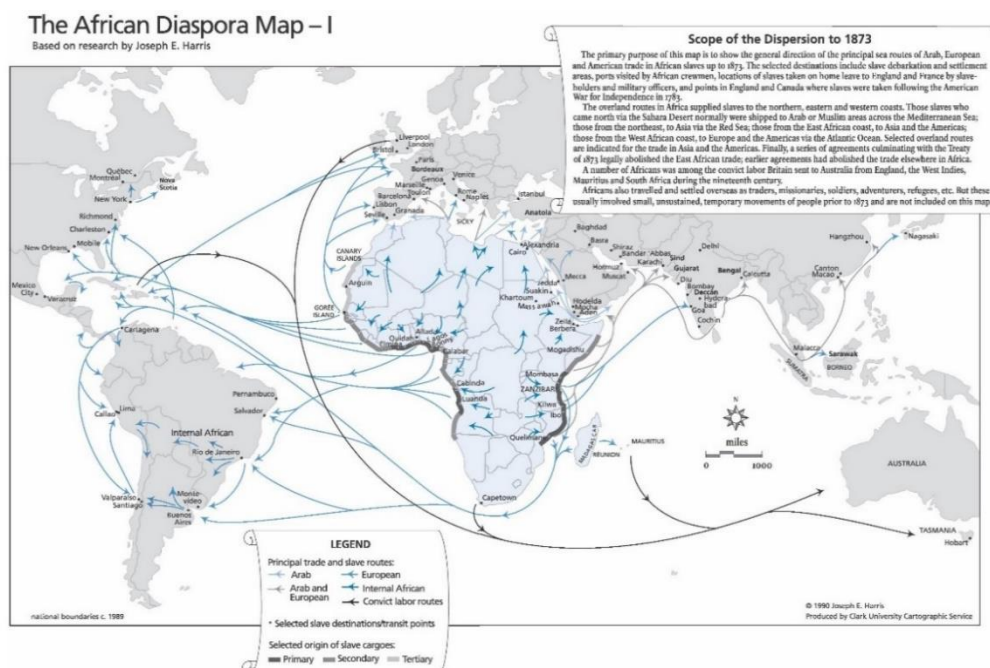 The African Diaspora Map – I
Based on research by Joseph E. Harris
Scope of the Dispersion to 1873
The primary purpose of this map is to show the general direction of the principal sea routes of Arab, European
and American trade in African slaves up to 1873. The selected destinations include slave debarkation and settlement
areas, ports visited by African crewmen, locations of slaves taken on home leave to England and France by slave-
holders and military officers, and points in England and Canada where slaves were taken following the American
War for Independence in 1783.
The overland routes in Africa supplied slaves to the northern, eastern and western coasts. Those slaves who
came north via the Sahara Desert normally were shipped to Arab or Muslim areas across the Mediterranean Sea;
those from the northeast, to Asia via the Red Sea; those from the East African coast, to Asia and the Americas;
those from the West African coast, to Europe and the Americas via the Atlantic Ocean. Selected overland routes
are indicated for the trade in Asia and the Americas. Finally, a series of agreements culminating with the Treaty
of 1873 legally abolished the East African trade; earlier agreements had abolished the trade elsewhere in Africa.
A number of Africans was among the convict labor Britain sent to Australia from England, the West Indies,
Mauritius and South Africa during the nineteenth century.
Africans also travelled and settled overseas as traders, missionaries, soldiers, adventurers, refugees, etc. But these
usually involved small, unsustained, temporary movements of people prior to 1873 and are not included on this map
Liverpool
London
Bristol
Paris
Bordeaux
Québec
Montréal
Nova
Scotia
New York
Genoa
Venice
Marseille
Toulon
Barcelona
Rome
Naples
Istanbul
Lisbon
Granada
Seville
SICILY
Anatolia
Richmond
Charleston
Mobile
New Orleans
CANARY
ISLANDS
Alexandria
Cairo
Baghdad
Basra
Shiraz
Bandar 'Abbas
Hormuz
Muscat
Karachi
Sind
Delhi
Gujarat
Bengal
Calcutta
Hangzhou
Nagasaki
Canton
Macao
Mexico
City
Veracruz
Arguin
Jedda
Mecca
Suakin
Khartoum
Massawah
Hodeida
Mocha
Aden
Zeila
Berbera
Diu
Bombay
Deccan
Hydera
bad
Goa
Cochin
GORÉE
ISLAND
Cartagena
Ouidah
Allada
Calabar
Mogadishu
Malacca
SUMATRA
Sarawak
BORNEO
Cabinda
Luanda
Mombasa
ZANZIBAR
Kilwa
Ibo
Quelimane
Pernambuco
Salvador
Callao
Lima
Internal African
Rio de Janeiro
MADAGASCAR
MAURITIUS
RÉUNION
miles
0 1000
AUSTRALIA
Valparaiso
Santiago
Monte-
video
Buenos
Aires
Capetown
TASMANIA
Hobart
LEGEND
Principal trade and slave routes:
Arab
European
Arab and
European
Internal African
Convict labor routes
• Selected slave destinations/transit points
Selected origin of slave cargoes:
Primary Secondary Tertiary
national boundaries c. 1989
© 1990 Joseph E. Harris
Produced by Clark University Cartographic Service